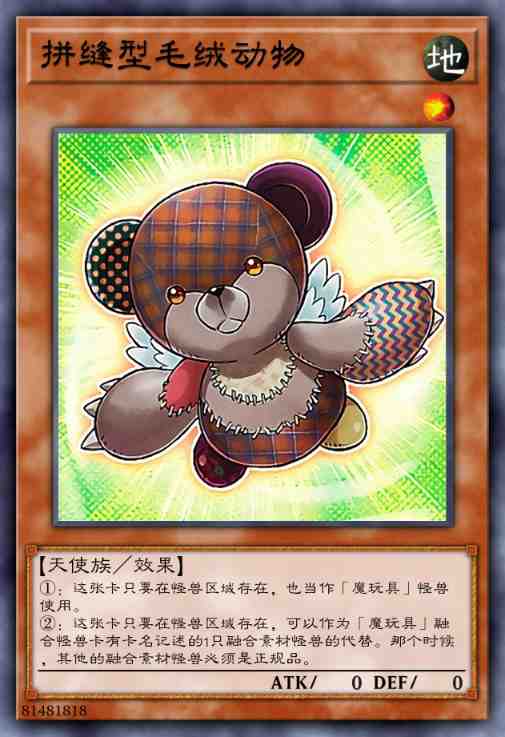 拼缝型毛绒动物
地
【天使族／效果】
①：这张卡只要在怪兽区域存在，也当作「魔玩具」怪兽
使用。
②：这张卡只要在怪兽区域存在，可以作为「魔玩具」融
合怪兽卡有卡名记述的1只融合素材怪兽的代替。那个时候
，其他的融合素材怪兽必须是正规品。
ATK/ 0 DEF/ 0
81481818